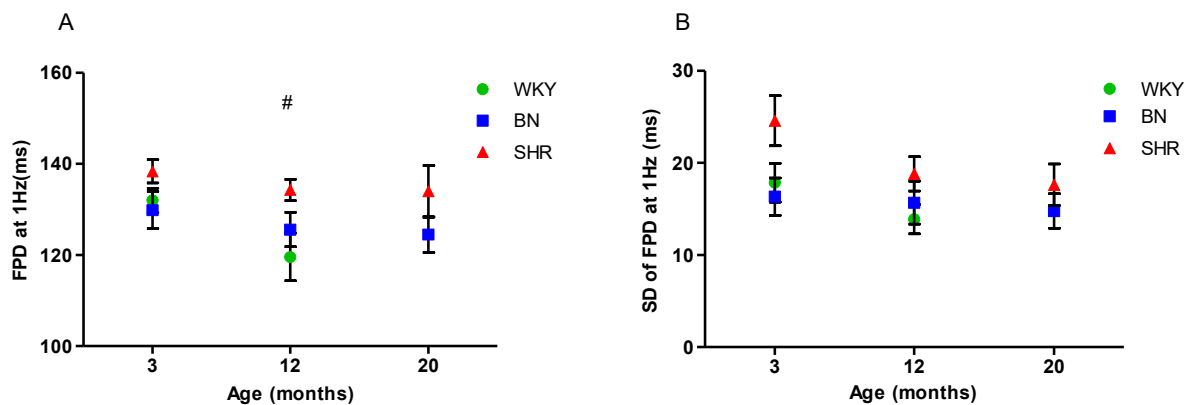 A
FPD at 1Hz(ms)
160
140
120
100
#
WKY
BN
SHR
3
12
20
Age (months)
B
SD of FPD at 1Hz (ms)
30
20
10
0
WKY
BN
SHR
3
12
20
Age (months)